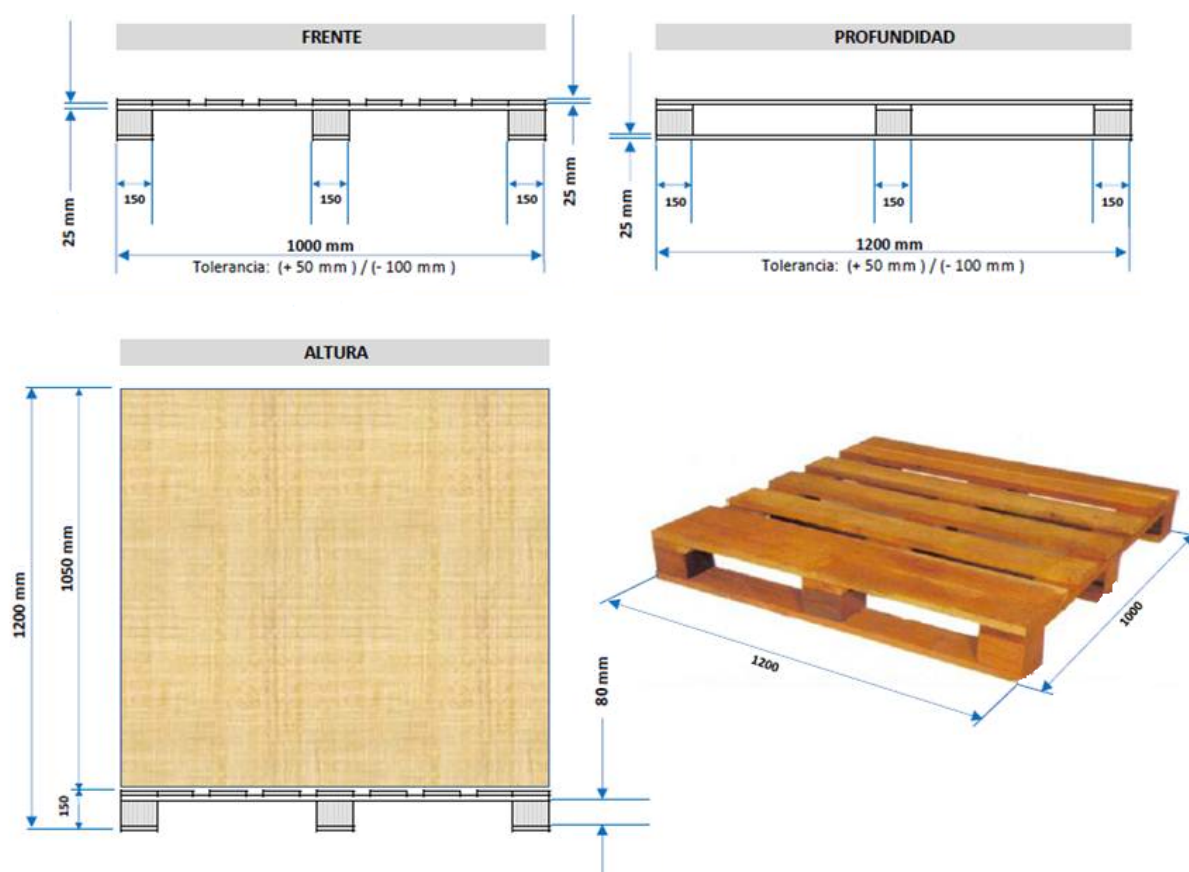 FRENTE
PROFUNDIDAD
25 mm
150
150
150
25 mm
1000 mm
Tolerancia: (+ 50 mm ) / (- 100 mm )
25 mm
150
150
150
1200 mm
Tolerancia: (+ 50 mm ) / (- 100 mm )
ALTURA
1200 mm
1050 mm
150
80 mm
1200
1000